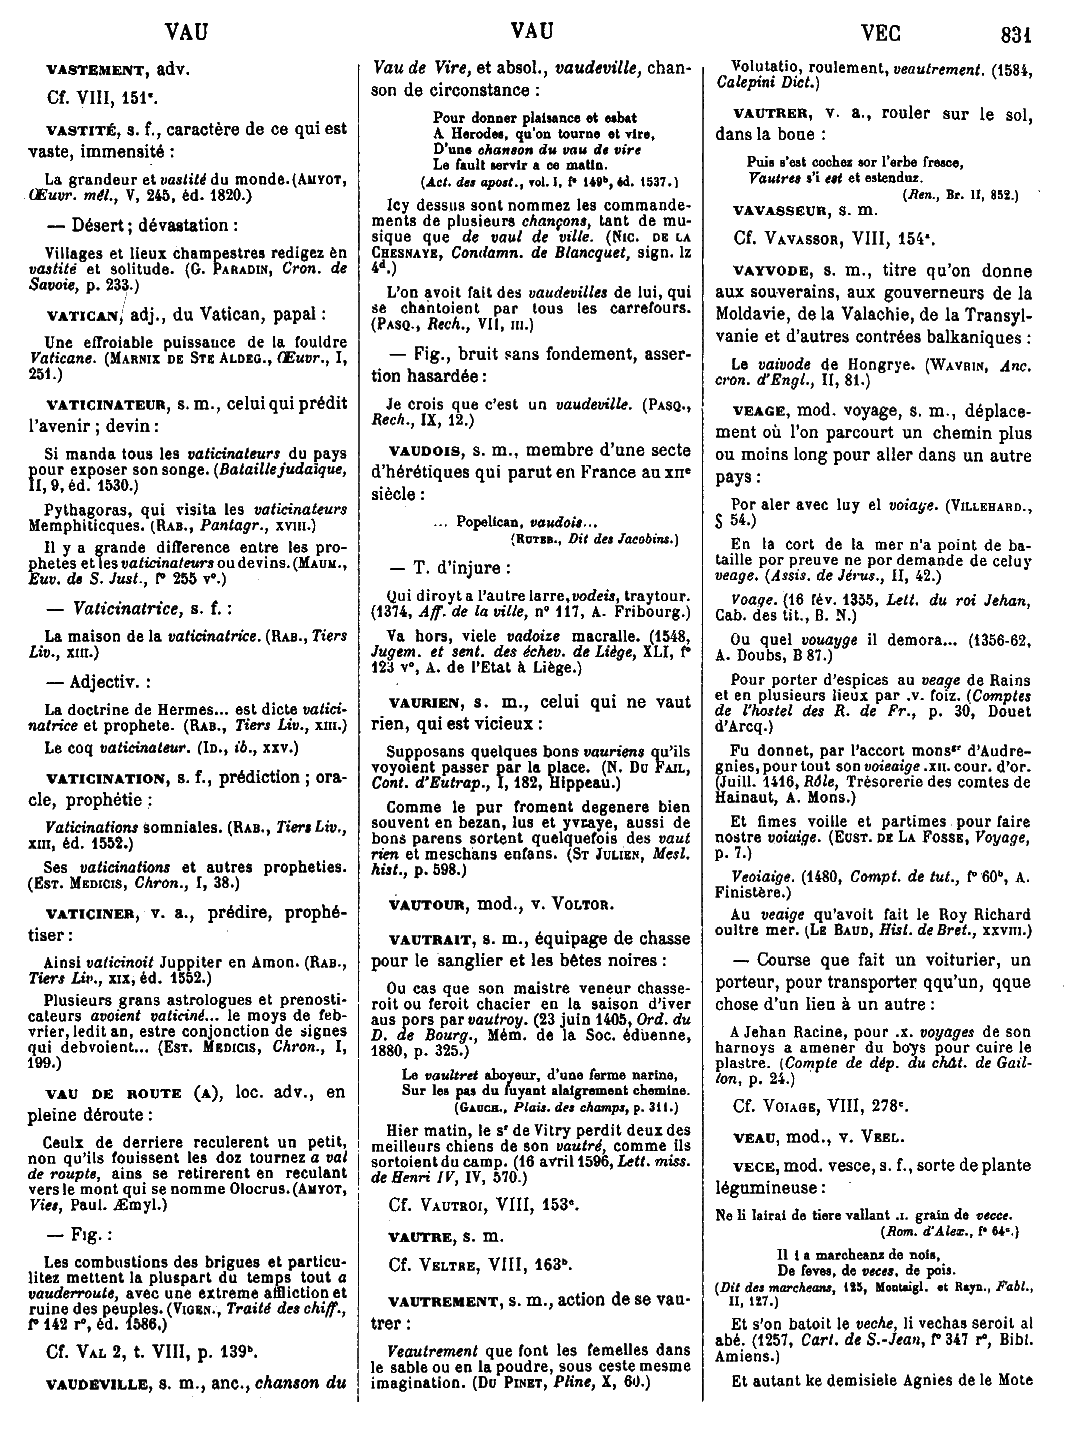 VAU
VAU
VEC
831
VASTEMENT, adv.
Cf. VIII, 151ᶜ.
VASTITÉ, s. f., caractère de ce qui est
vaste, immensité :
La grandeur et vastité du monde. (AMYOT,
Œuvr. mél., V, 245, éd. 1820.)
— Désert ; dévastation :
Villages et lieux champestres redigez en
vastité et solitude. (G. PARADIN, Cron. de
Savoie, p. 233.)
VATICAN, adj., du Vatican, papal :
Une effroiable puissauce de la fouldre
Vaticane. (MARNIX DE STE ALDEG., Œuvr., I,
251.)
VATICINATEUR, s. m., celui qui prédit
l'avenir ; devin :
Si manda tous les vaticinateurs du pays
pour exposer son songe. (Bataille judaïque,
II, 9, éd. 1530.)
Pythagoras, qui visita les vaticinateurs
Memphiticques. (RAB., Pantagr., XVIII.)
Il y a grande difference entre les pro-
phetes et les vaticinateurs ou devins. (MAUM.,
Euv. de S. Just., f° 255 v°.)
— Vaticinatrice, s. f. :
La maison de la vaticinatrice. (RAB., Tiers
Liv., XIII.)
— Adjectiv. :
La doctrine de Hermes... est dicte vatici-
natrice et prophete. (RAB., Tiers Liv., XIII.)
Le coq vaticinateur. (ID., ib., XXV.)
VATICINATION, s. f., prédiction ; ora-
cle, prophétie :
Vaticinations somniales. (RAB., Tiers Liv.,
XIII, éd. 1552.)
Ses vaticinations et autres propheties.
(EST. MEDICIS, Chron., I, 38.)
VATICINER, v. a., prédire, prophé-
tiser :
Ainsi vaticinoit Juppiter en Amon. (RAB.,
Tiers Liv., XIX, éd. 1552.)
Plusieurs grans astrologues et prenosti-
cateurs avoient vaticiné... le moys de feb-
vrier, ledit an, estre conjonction de signes
qui debvoient... (EST. MEDICIS, Chron., I,
199.)
VAU DE ROUTE (A), loc. adv., en
pleine déroute :
Ceulx de derriere reculerent un petit,
non qu'ils fouissent les doz tournez a val
de roupte, ains se retirerent en reculant
vers le mont qui se nomme Olocrus. (AMYOT,
Vies, Paul. Æmyl.)
— Fig. :
Les combustions des brigues et particu-
litez mettent la pluspart du temps tout a
vauderroute, avec une extreme affliction et
ruine des peuples. (VIGEN., Traité des chiff.,
f° 142 r°, éd. 1586.)
Cf. VAL 2, t. VIII, p. 139ᵇ.
VAUDEVILLE, s. m., anc., chanson du
Vau de Vire, et absol., vaudeville, chan-
son de circonstance :
Pour donner plaisance et esbat
A Herodes, qu'on tourne et vire,
D'une chanson du vau de vire
Le fault servir a ce matin.
(Act. des apost., vol. I, f° 149ᵇ, éd. 1537.)
Icy dessus sont nommez les commande-
ments de plusieurs chançons, tant de mu-
sique que de vaul de ville. (NIC. DE LA
CHESNAYE, Condamn. de Blancquet, sign. Iz
4ᵈ.)
L'on avoit fait des vaudevilles de lui, qui
se chantoient par tous les carrefours.
(PASQ., Rech., VII, III.)
— Fig., bruit sans fondement, asser-
tion hasardée :
Je crois que c'est un vaudeville. (PASQ.,
Rech., IX, 12.)
VAUDOIS, s. m., membre d'une secte
d'hérétiques qui parut en France au XIIᵉ
siècle :
... Popelican, vaudois...
(RUTEB., Dit des Jacobins.)
— T. d'injure :
Qui diroyt a l'autre larre, vodeis, traytour.
(1374, Aff. de la ville, n° 117, A. Fribourg.)
Va hors, viele vadoize macralle. (1548,
Jugem. et sent. des échev. de Liège, XLI, f°
123 v°, A. de l'Etat à Liège.)
VAURIEN, s. m., celui qui ne vaut
rien, qui est vicieux :
Supposans quelques bons vauriens qu'ils
voyoient passer par la place. (N. DU FAIL,
Cont. d'Eutrap., I, 182, Hippeau.)
Comme le pur froment degenere bien
souvent en bezan, lus et yvraye, aussi de
bons parens sortent quelquefois des vaut
rien et meschans enfans. (ST JULIEN, Mesl.
hist., p. 598.)
VAUTOUR, mod., v. VOLTOR.
VAUTRAIT, s. m., équipage de chasse
pour le sanglier et les bêtes noires :
Ou cas que son maistre veneur chasse-
roit ou feroit chacier en la saison d'iver
aus pors par vautroy. (23 juin 1405, Ord. du
D. de Bourg., Mém. de la Soc. éduenne,
1880, p. 325.)
Le vaultret aboyeur, d'une ferme narine,
Sur les pas du fuyant alaigrement chemine.
(GAUCH., Plais. des champs, p. 311.)
Hier matin, le sʳ de Vitry perdit deux des
meilleurs chiens de son vautré, comme ils
sortoient du camp. (16 avril 1596, Lett. miss.
de Henri IV, IV, 570.)
Cf. VAUTROI, VIII, 153ᶜ.
VAUTRE, s. m.
Cf. VELTRE, VIII, 163ᵇ.
VAUTREMENT, s. m., action de se vau-
trer :
Veautrement que font les femelles dans
le sable ou en la poudre, sous ceste mesme
imagination. (DU PINET, Pline, X, 60.)
Volutatio, roulement, veautrement. (1584,
Calepini Dict.)
VAUTRER, v. a., rouler sur le sol,
dans la boue :
Puis s'est cochez sor l'erbe fresce,
Vautres s'i est et estenduz.
(Ren., Br. II, 852.)
VAVASSEUR, s. m.
Cf. VAVASSOR, VIII, 154ᵃ.
VAYVODE, s. m., titre qu'on donne
aux souverains, aux gouverneurs de la
Moldavie, de la Valachie, de la Transyl-
vanie et d'autres contrées balkaniques :
Le vaivode de Hongrye. (WAVRIN, Anc.
cron. d'Engl., II, 81.)
VEAGE, mod. voyage, s. m., déplace-
ment où l'on parcourt un chemin plus
ou moins long pour aller dans un autre
pays :
Por aler avec luy el voiage. (VILLEHARD.,
§ 54.)
En la cort de la mer n'a point de ba-
taille por preuve ne por demande de celuy
veage. (Assis. de Jérus., II, 42.)
Voage. (16 fév. 1355, Lett. du roi Jehan,
Cab. des tit., B. N.)
Ou quel vouayge il demora... (1356-62,
A. Doubs, B 87.)
Pour porter d'espices au veage de Rains
et en plusieurs lieux par .v. foiz. (Comptes
de l'hostel des R. de Fr., p. 30, Douet
d'Arcq.)
Fu donnet, par l'accort monsᵍʳ d'Audre-
gnies, pour tout son voieaige .XII. cour. d'or.
(Juill. 1416, Rôle, Trésorerie des comtes de
Hainaut, A. Mons.)
Et fimes voille et partimes pour faire
nostre voiaige. (EUST. DE LA FOSSE, Voyage,
p. 7.)
Veoiaige. (1480, Compt. de tut., f° 60ᵇ, A.
Finistère.)
Au veaige qu'avoit fait le Roy Richard
oultre mer. (LE BAUD, Hist. de Bret., XXVIII.)
— Course que fait un voiturier, un
porteur, pour transporter qqu'un, qque
chose d'un lieu à un autre :
A Jehan Racine, pour .x. voyages de son
harnoys a amener du boys pour cuire le
plastre. (Compte de dép. du chât. de Gail-
lon, p. 24.)
Cf. VOIAGE, VIII, 278ᶜ.
VEAU, mod., v. VEEL.
VECE, mod. vesce, s. f., sorte de plante
légumineuse :
Ne li lairai de tiere vallant .I. grain de vecce.
(Rom. d'Alex., f° 64ᶜ.)
Il i a marcheanz de nois,
De feves, de veces, de pois.
(Dit des marcheans, 125, Montaigl. et Rayn., Fabl.,
II, 127.)
Et s'on batoit le veche, li vechas seroit al
abé. (1257, Cart. de S.-Jean, f° 347 r°, Bibl.
Amiens.)
Et autant ke demisiele Agnies de le Mote